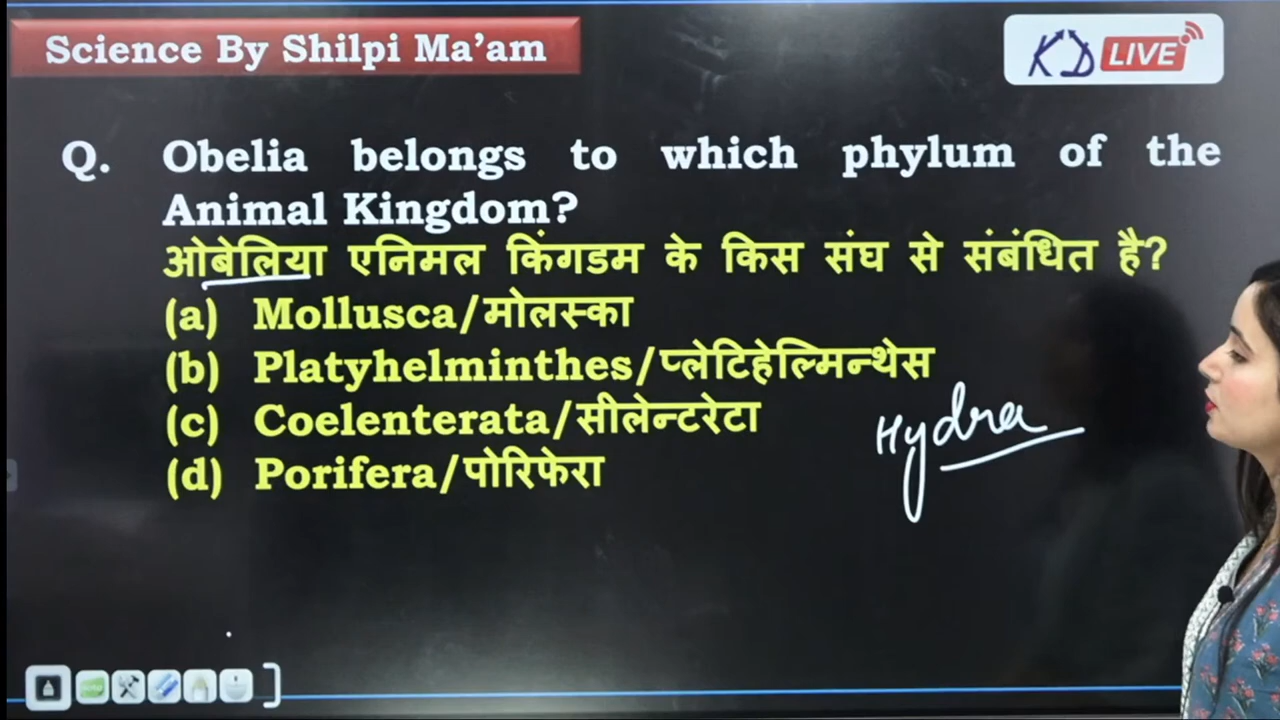 Science By Shilpi Ma’am
KD LIVE
Q. Obelia belongs to which phylum of the
Animal Kingdom?
ओबेलिया एनिमल किंगडम के किस संघ से संबंधित है?
(a) Mollusca/मोलस्का
(b) Platyhelminthes/प्लेटिहेल्मिन्थेस
(c) Coelenterata/सीलेन्टरेटा
(d) Porifera/पोरिफेरा
Hydra